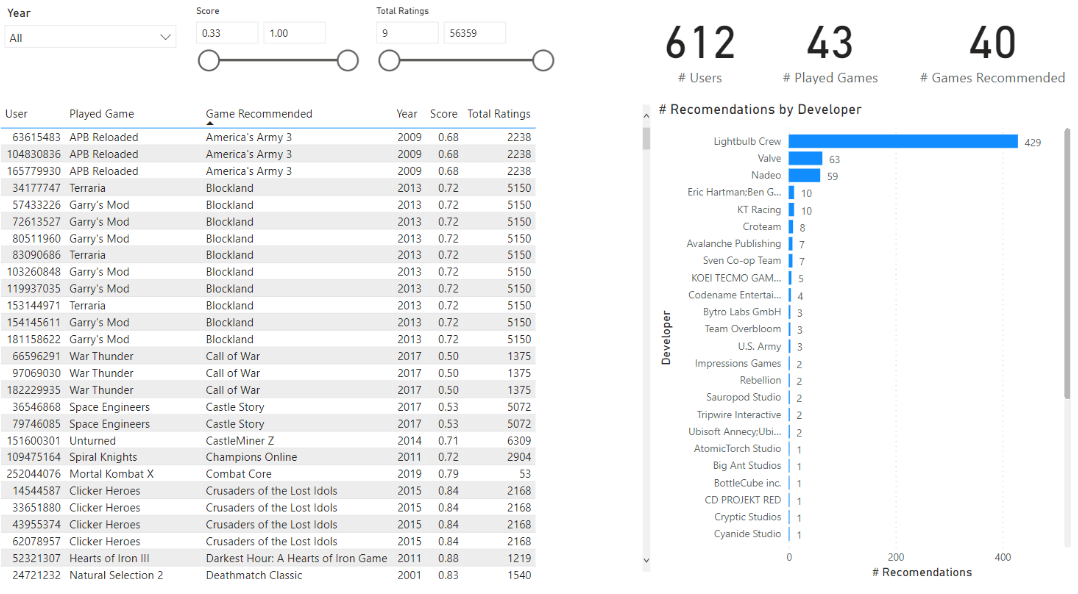 Year
All
Score
0.33 1.00
Total Ratings
9 56359
612
# Users
43
# Played Games
40
# Games Recommended
User Played Game Game Recommended Year Score Total Ratings
63615483 APB Reloaded America's Army 3 2009 0.68 2238
104830836 APB Reloaded America's Army 3 2009 0.68 2238
165779930 APB Reloaded America's Army 3 2009 0.68 2238
34177747 Terraria Blockland 2013 0.72 5150
57433226 Garry's Mod Blockland 2013 0.72 5150
72613527 Garry's Mod Blockland 2013 0.72 5150
80511960 Garry's Mod Blockland 2013 0.72 5150
83090686 Terraria Blockland 2013 0.72 5150
103260848 Garry's Mod Blockland 2013 0.72 5150
119937035 Garry's Mod Blockland 2013 0.72 5150
153144971 Terraria Blockland 2013 0.72 5150
154145611 Garry's Mod Blockland 2013 0.72 5150
181158622 Garry's Mod Blockland 2013 0.72 5150
66596291 War Thunder Call of War 2017 0.50 1375
97069030 War Thunder Call of War 2017 0.50 1375
182229935 War Thunder Call of War 2017 0.50 1375
36546868 Space Engineers Castle Story 2017 0.53 5072
79746085 Space Engineers Castle Story 2017 0.53 5072
151600301 Unturned CastleMiner Z 2014 0.71 6309
109475164 Spiral Knights Champions Online 2011 0.72 2904
252044076 Mortal Kombat X Combat Core 2019 0.79 53
14544587 Clicker Heroes Crusaders of the Lost Idols 2015 0.84 2168
33651880 Clicker Heroes Crusaders of the Lost Idols 2015 0.84 2168
43955374 Clicker Heroes Crusaders of the Lost Idols 2015 0.84 2168
62078957 Clicker Heroes Crusaders of the Lost Idols 2015 0.84 2168
52321307 Hearts of Iron III Darkest Hour: A Hearts of Iron Game 2011 0.88 1219
24721232 Natural Selection 2 Deathmatch Classic 2001 0.83 1540
# Recomendations by Developer
Developer
Lightbulb Crew 429
Valve 63
Nadeo 59
Eric Hartman;Ben G... 10
KT Racing 10
Croteam 8
Avalanche Publishing 7
Sven Co-op Team 7
KOEI TECMO GAM... 5
Codename Entertai... 4
Bytro Labs GmbH 3
Team Overbloom 3
U.S. Army 3
Impressions Games 2
Rebellion 2
Sauropod Studio 2
Tripwire Interactive 2
Ubisoft Annecy;Ubi... 2
AtomicTorch Studio 1
Big Ant Studios 1
BottleCube inc. 1
CD PROJEKT RED 1
Cryptic Studios 1
Cyanide Studio 1
0 200 400
# Recomendations